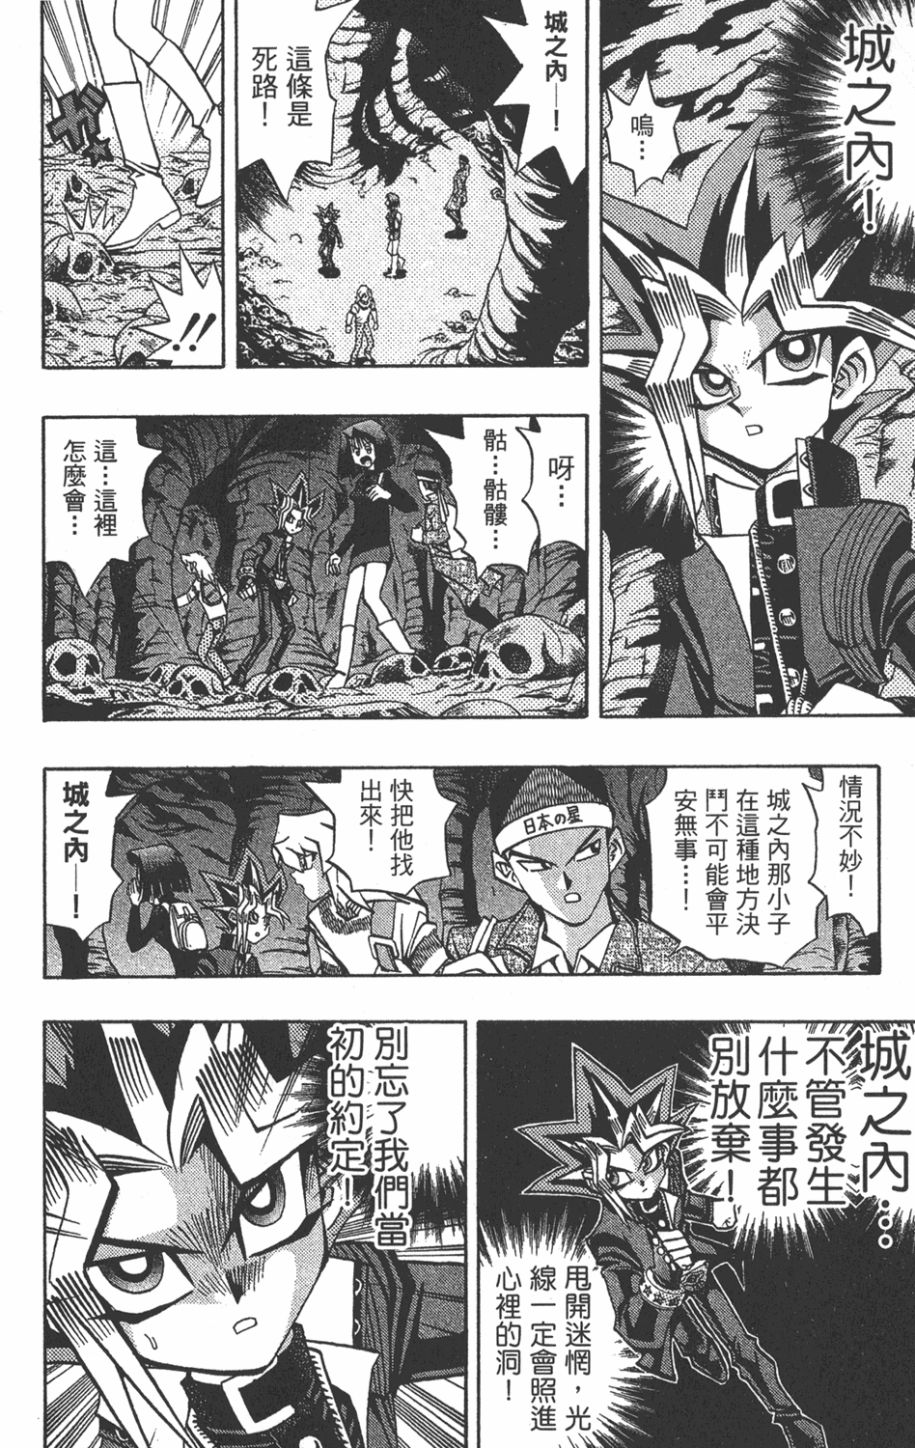 城之內！
嗚…
城之內—！
這條是
死路！
ガッ
!!
呀…
骷…骷髏…
這…這裡
怎麼會…
情況不妙！
城之內那小子
在這種地方決
鬥不可能會平
安無事…！
日本の星
快把他找
出來！
城之內—！
城之內…
不管發生
什麼事都
別放棄！
甩開迷惘，光
線一定會照進
心裡的洞！
別忘了我們當
初的約定！